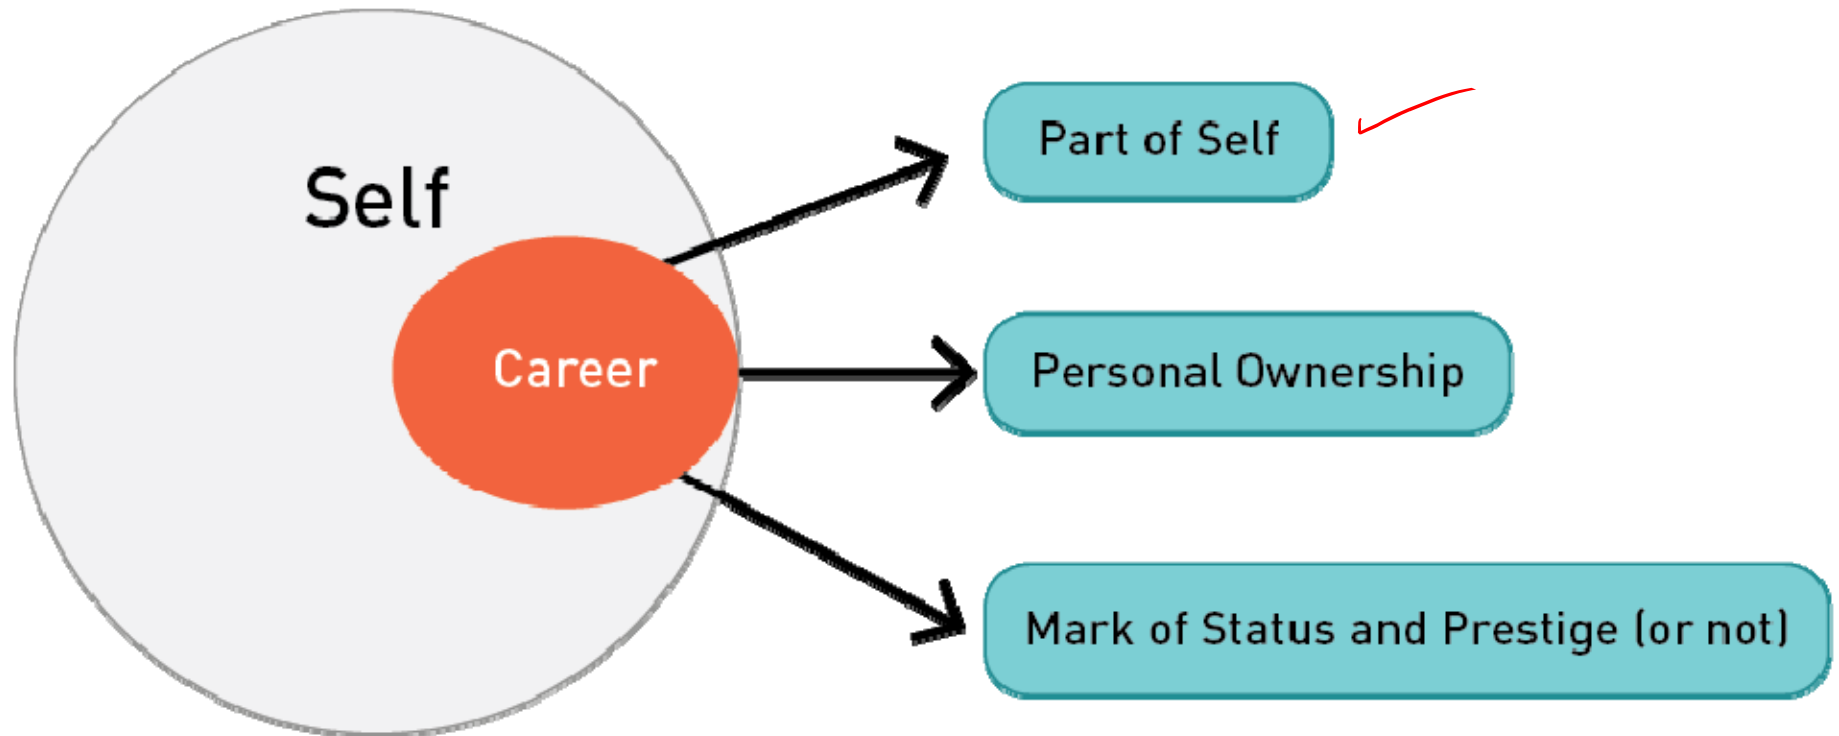 Self
Career
Part of Self
Personal Ownership
Mark of Status and Prestige (or not)